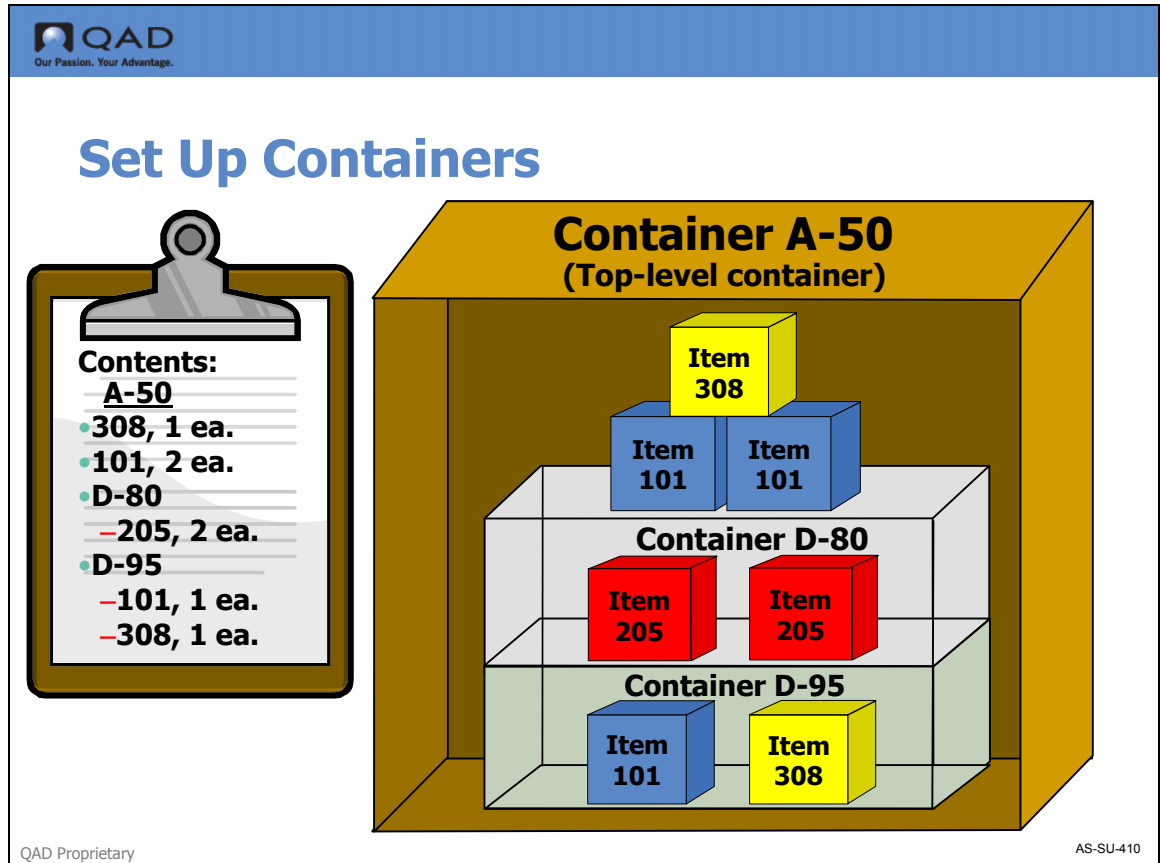 QAD
Our Passion. Your Advantage.
Set Up Containers
Contents:
A-50
•308, 1 ea.
•101, 2 ea.
•D-80
–205, 2 ea.
•D-95
–101, 1 ea.
–308, 1 ea.
Container A-50
(Top-level container)
Item
308
Item
101
Item
101
Container D-80
Item
205
Item
205
Container D-95
Item
101
Item
308
QAD Proprietary
AS-SU-410